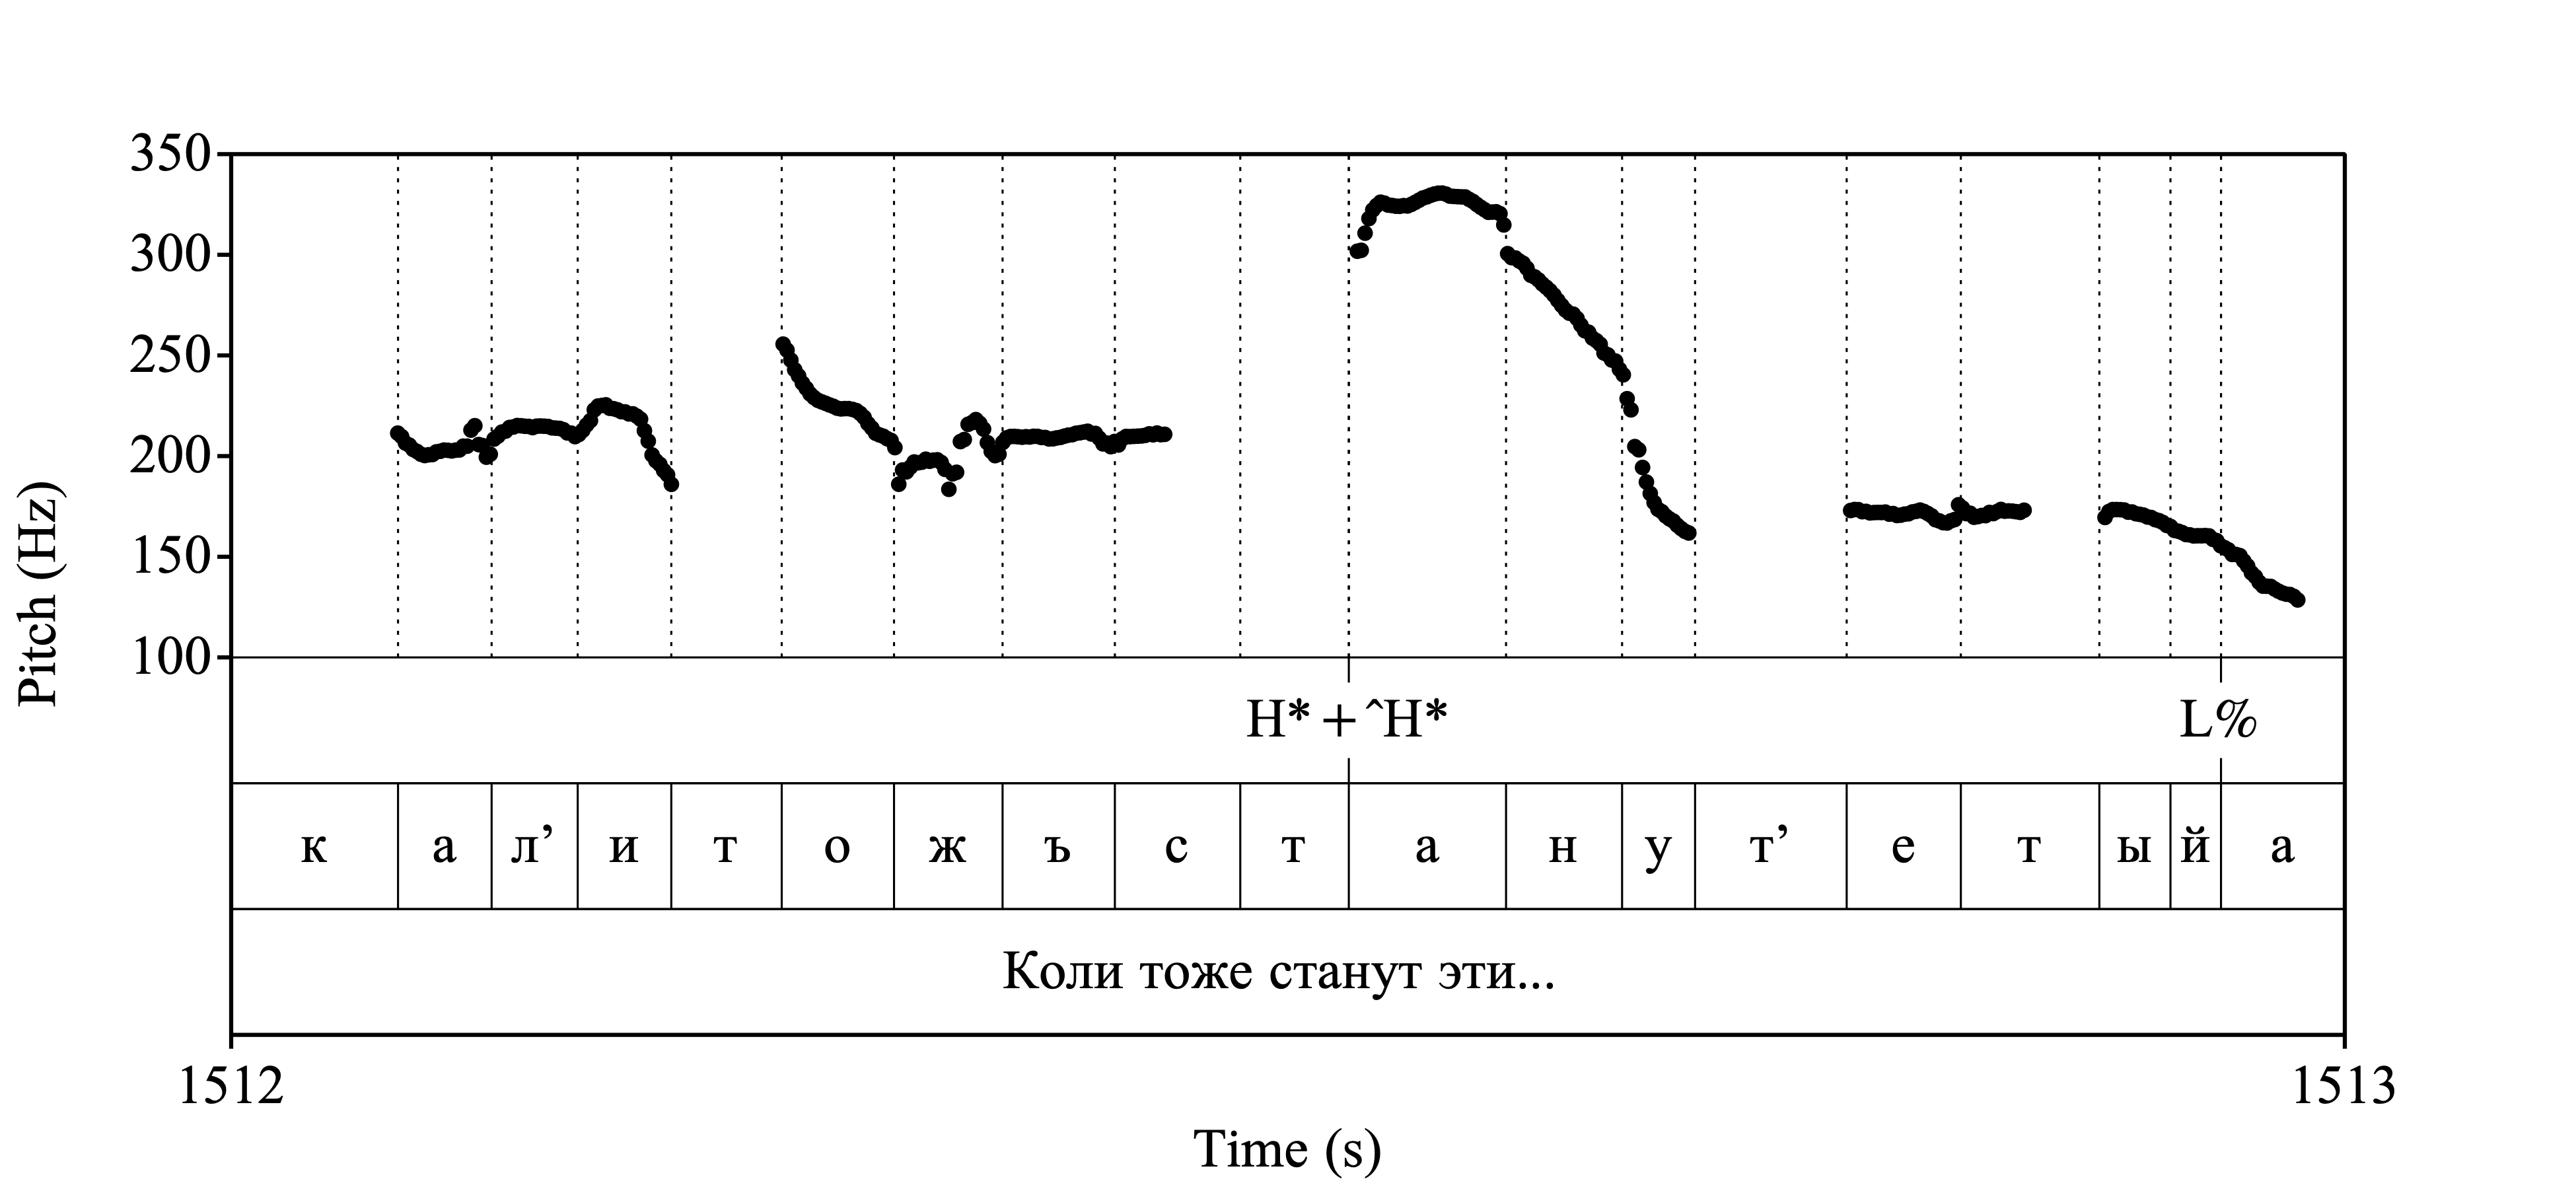 350
300
250
200
150
100
Pitch (Hz)
H*+^H* L%
к а л’ и т о ж ъ с т а н у т’ е т ы й а
Коли тоже станут эти...
1512 1513
Time (s)